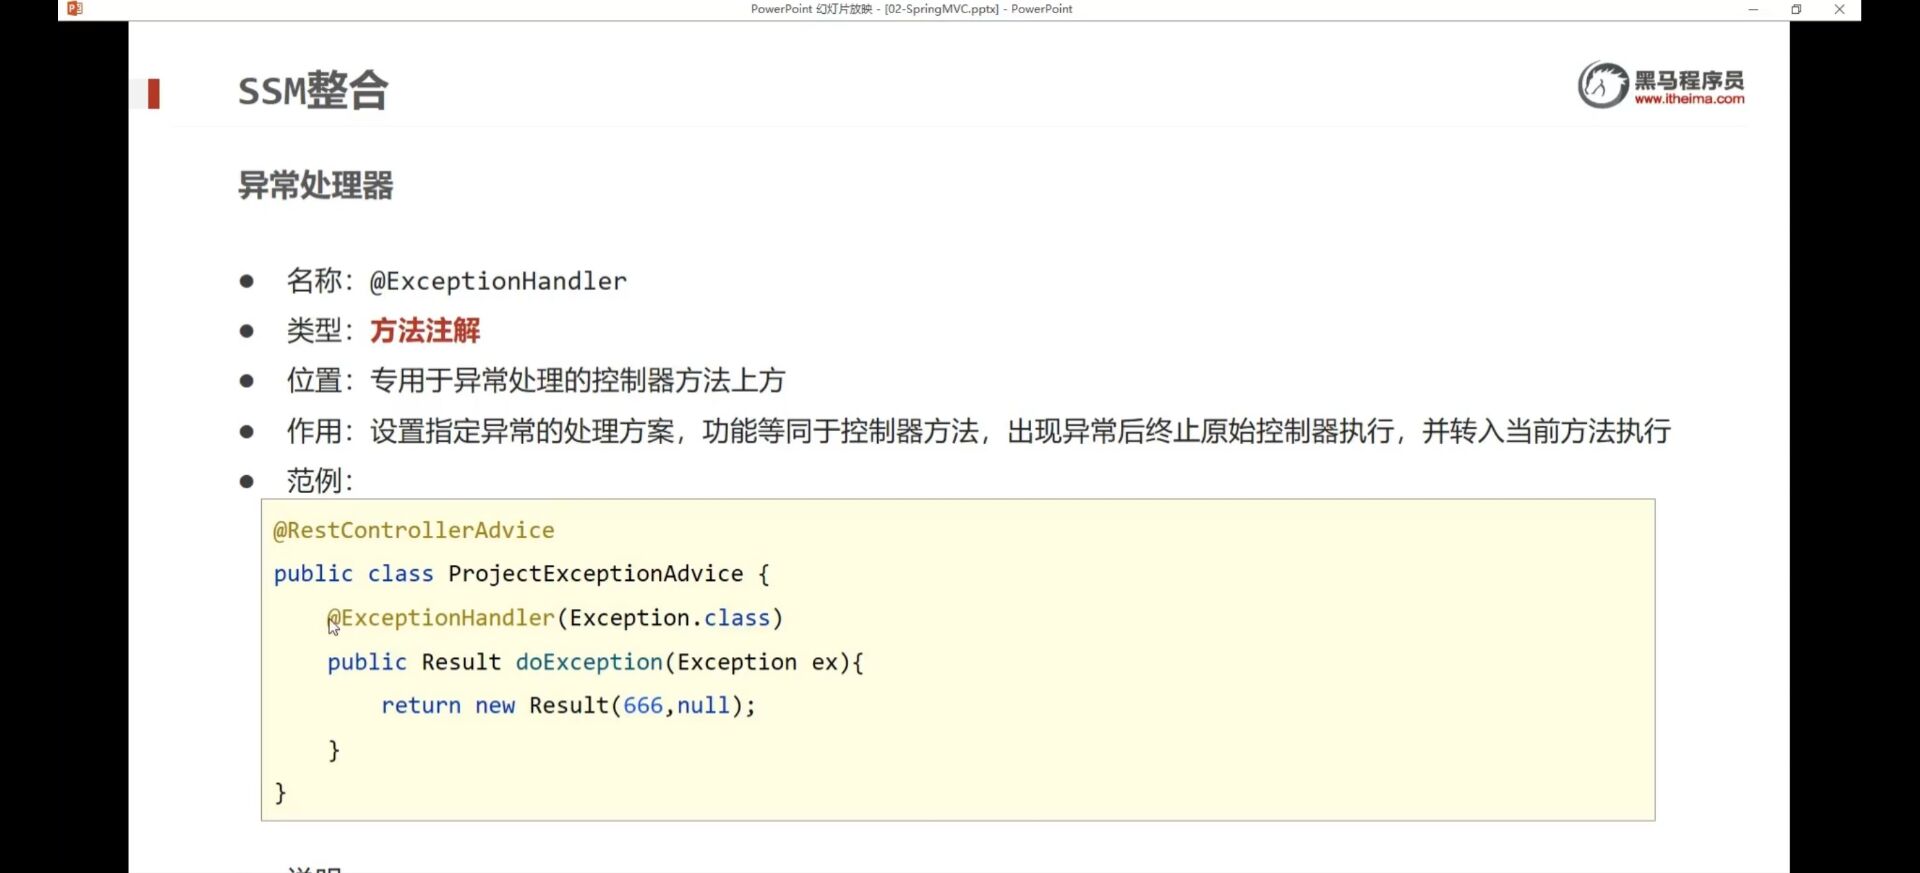 PowerPoint 幻灯片放映 - [02-SpringMVC.pptx] - PowerPoint
SSM整合
黑马程序员
www.itheima.com
异常处理器
● 名称：@ExceptionHandler
● 类型：方法注解
● 位置：专用于异常处理的控制器方法上方
● 作用：设置指定异常的处理方案，功能等同于控制器方法，出现异常后终止原始控制器执行，并转入当前方法执行
● 范例：
@RestControllerAdvice
public class ProjectExceptionAdvice {
    @ExceptionHandler(Exception.class)
    public Result doException(Exception ex){
        return new Result(666,null);
    }
}